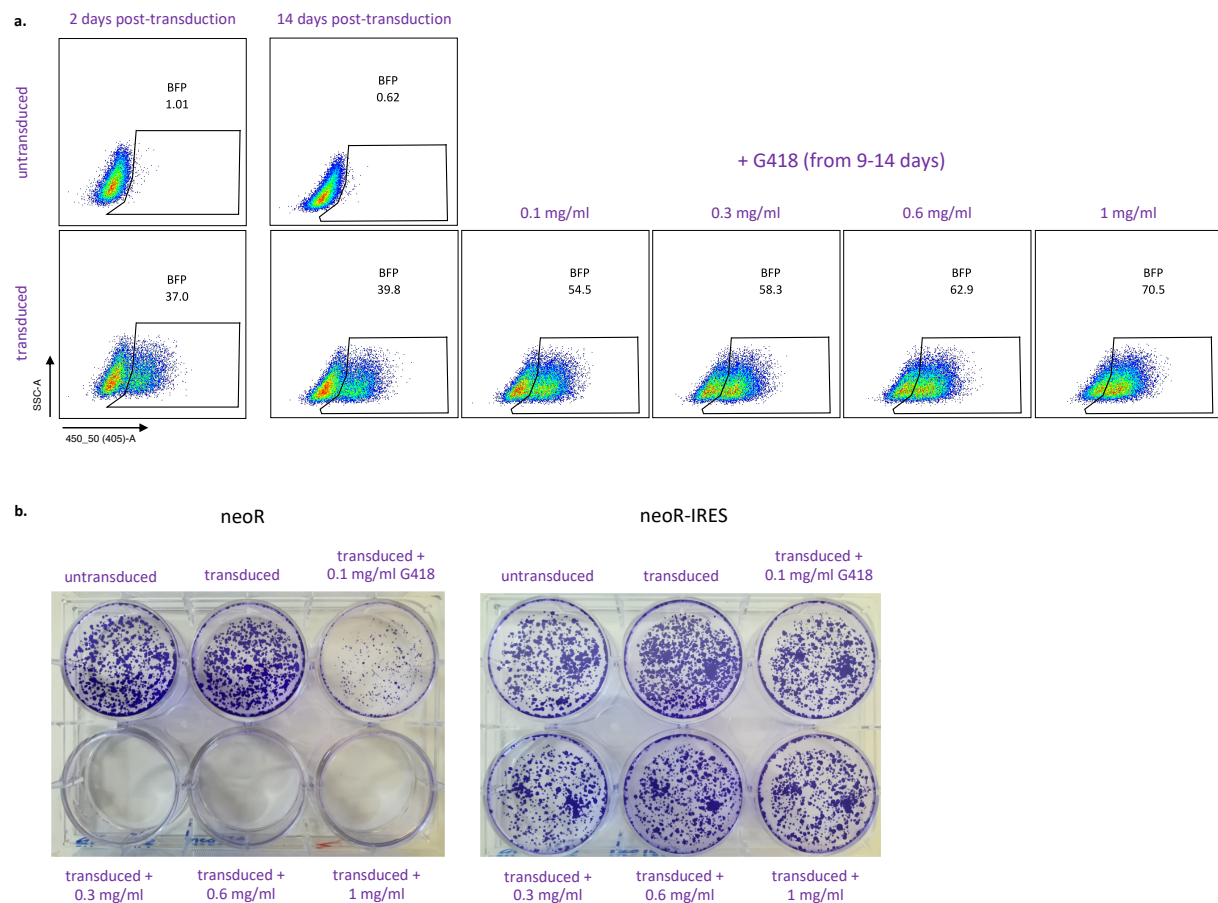 a.
2 days post-transduction
14 days post-transduction
untransduced
BFP
1.01
BFP
0.62
+ G418 (from 9-14 days)
0.1 mg/ml
0.3 mg/ml
0.6 mg/ml
1 mg/ml
transduced
BFP
37.0
BFP
39.8
BFP
54.5
BFP
58.3
BFP
62.9
BFP
70.5
SSC-A
450_50 (405)-A
b.
neoR
neoR-IRES
untransduced
transduced
transduced +
0.1 mg/ml G418
untransduced
transduced
transduced +
0.1 mg/ml G418
transduced +
0.3 mg/ml
transduced +
0.6 mg/ml
transduced +
1 mg/ml
transduced +
0.3 mg/ml
transduced +
0.6 mg/ml
transduced +
1 mg/ml